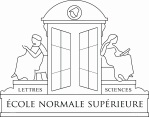 LETTRES SCIENCES
ÉCOLE NORMALE SUPÉRIEURE